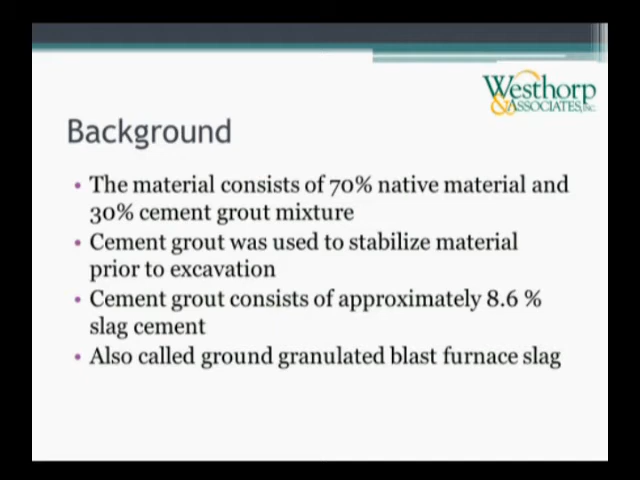 Westhorp
& ASSOCIATES, INC.
Background
• The material consists of 70% native material and
30% cement grout mixture
• Cement grout was used to stabilize material
prior to excavation
• Cement grout consists of approximately 8.6 %
slag cement
• Also called ground granulated blast furnace slag